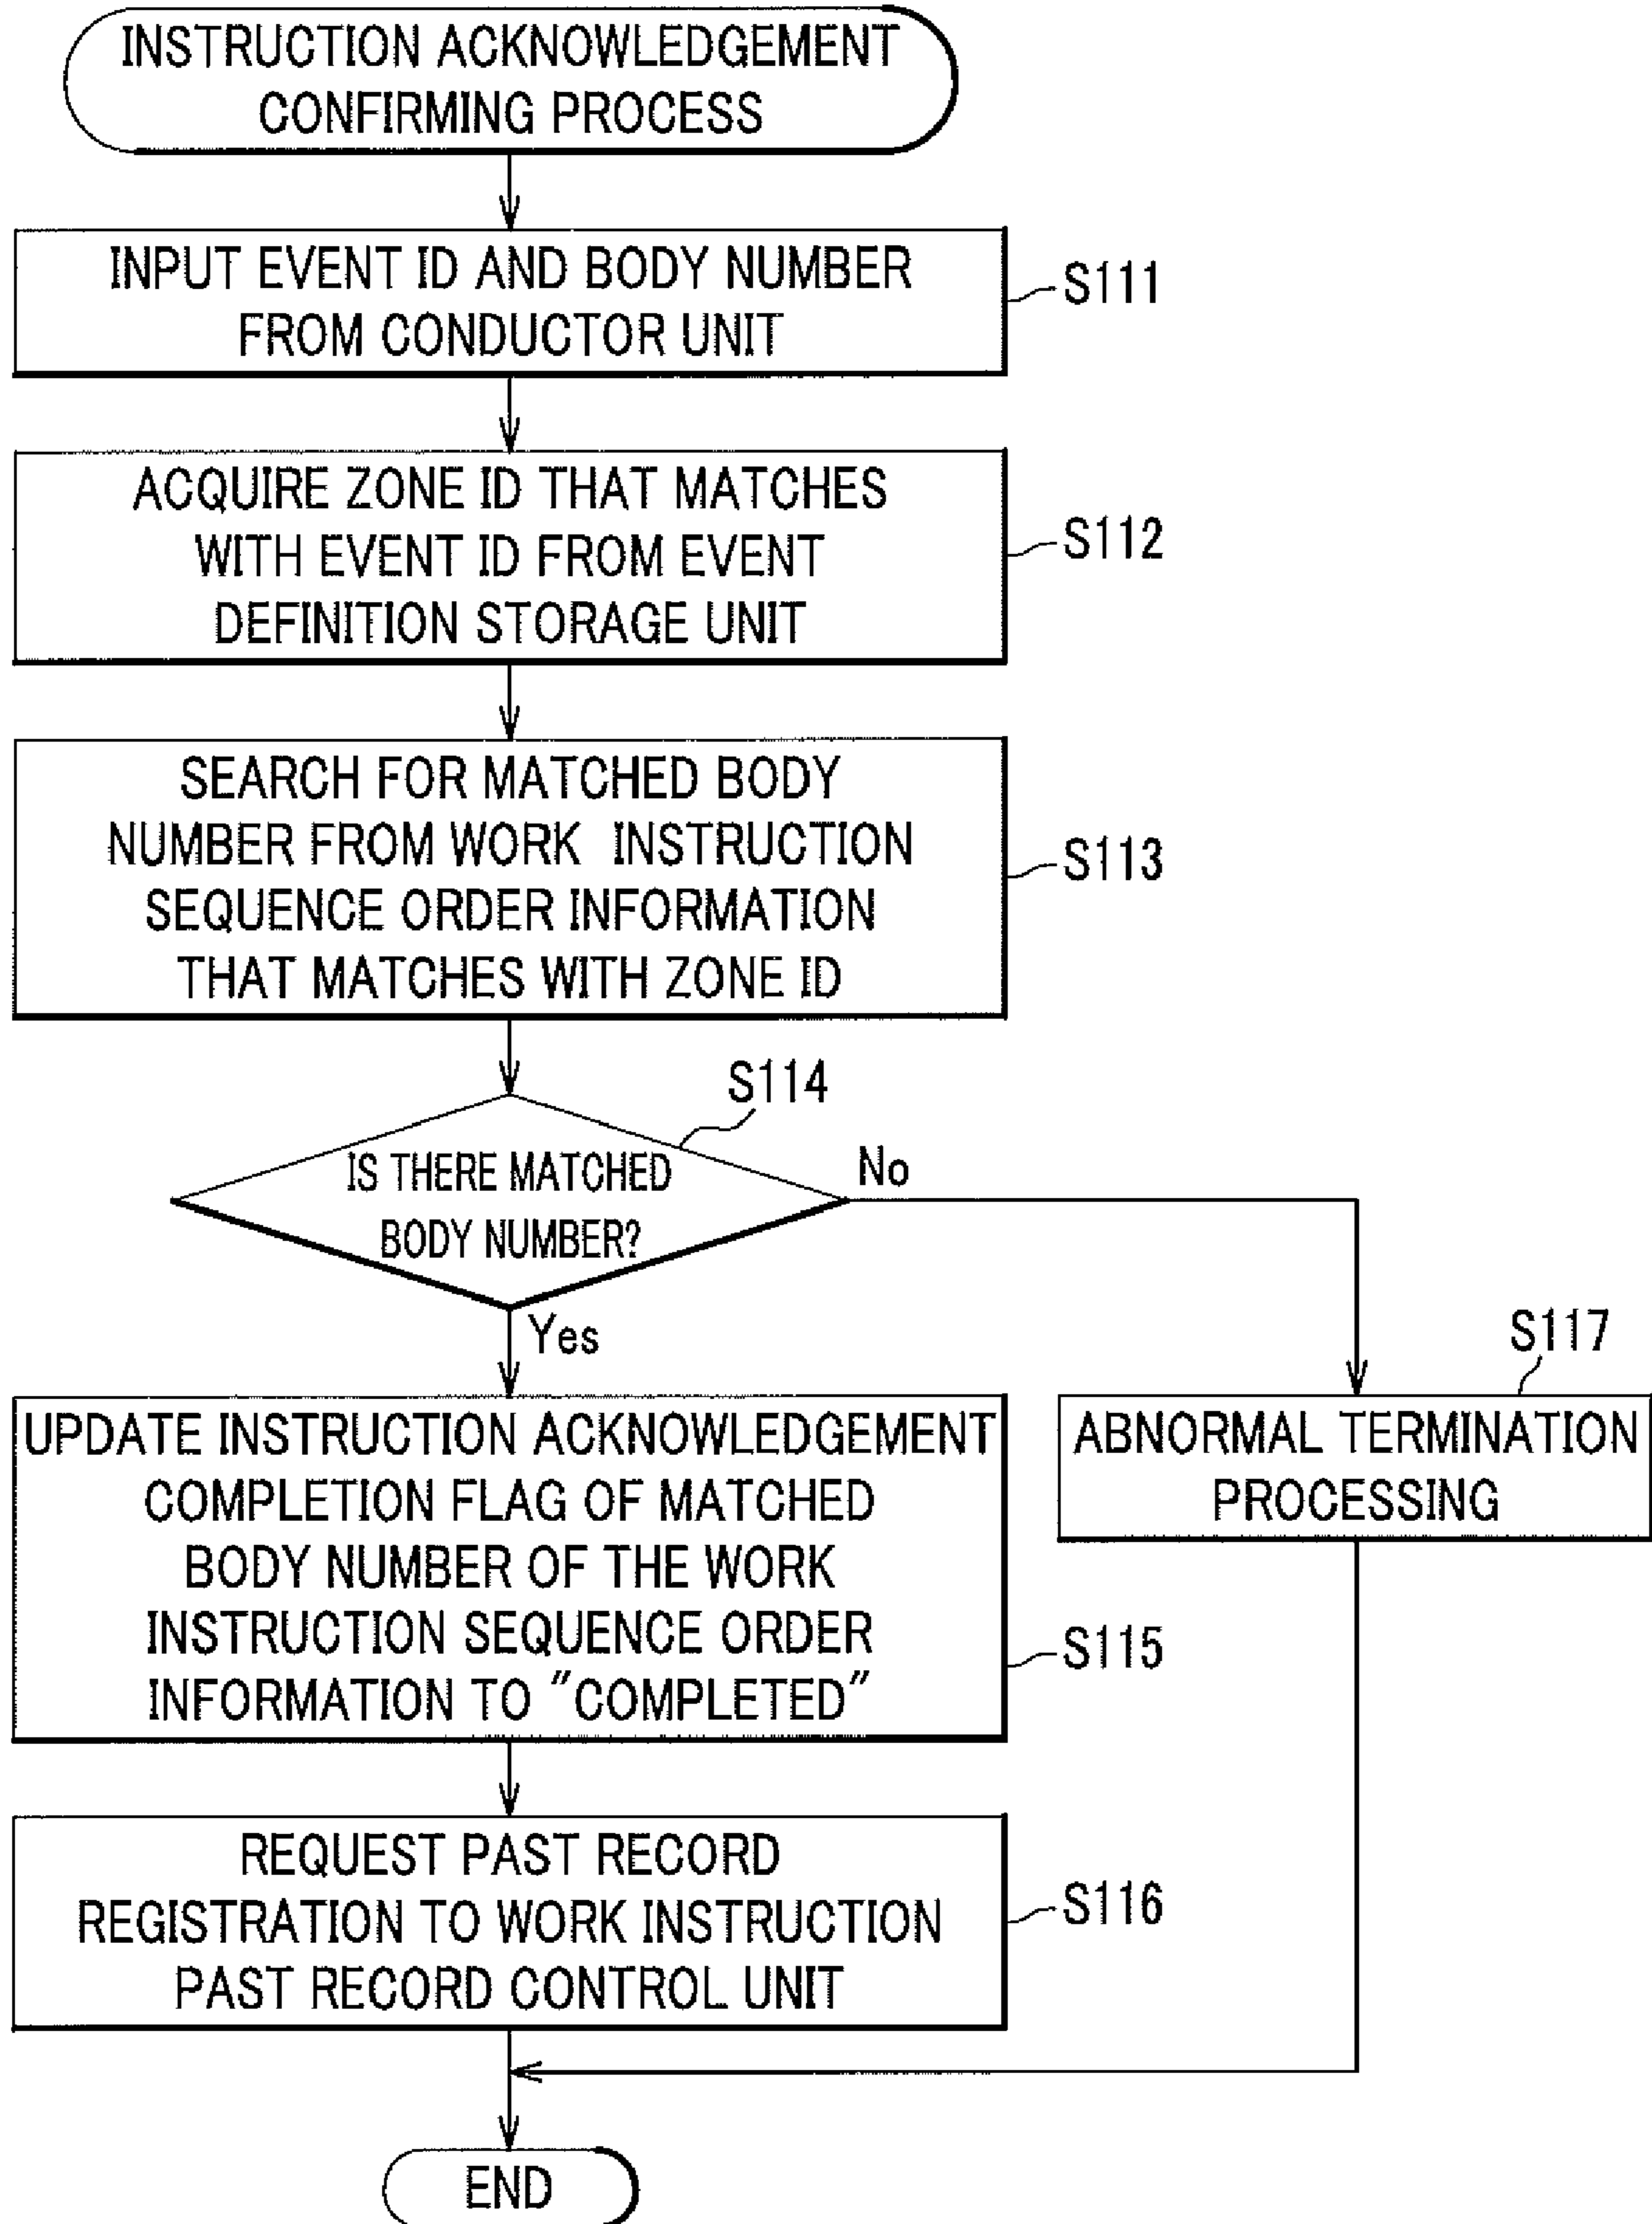 INSTRUCTION ACKNOWLEDGEMENT
CONFIRMING PROCESS
INPUT EVENT ID AND BODY NUMBER
FROM CONDUCTOR UNIT
S111
ACQUIRE ZONE ID THAT MATCHES
WITH EVENT ID FROM EVENT
DEFINITION STORAGE UNIT
S112
SEARCH FOR MATCHED BODY
NUMBER FROM WORK INSTRUCTION
SEQUENCE ORDER INFORMATION
THAT MATCHES WITH ZONE ID
S113
S114
IS THERE MATCHED
BODY NUMBER?
No
Yes
UPDATE INSTRUCTION ACKNOWLEDGEMENT
COMPLETION FLAG OF MATCHED
BODY NUMBER OF THE WORK
INSTRUCTION SEQUENCE ORDER
INFORMATION TO "COMPLETED"
S115
S117
ABNORMAL TERMINATION
PROCESSING
REQUEST PAST RECORD
REGISTRATION TO WORK INSTRUCTION
PAST RECORD CONTROL UNIT
S116
END